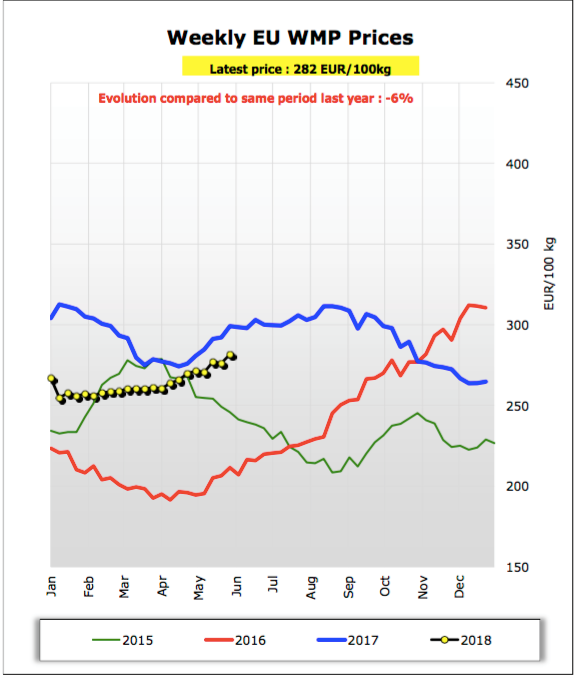 Weekly EU WMP Prices
Latest price : 282 EUR/100kg
Evolution compared to same period last year : -6%
450
400
350
300
250
200
150
EUR/100 kg
Jan
Feb
Mar
Apr
May
Jun
Jul
Aug
Sep
Oct
Nov
Dec
2015
2016
2017
2018